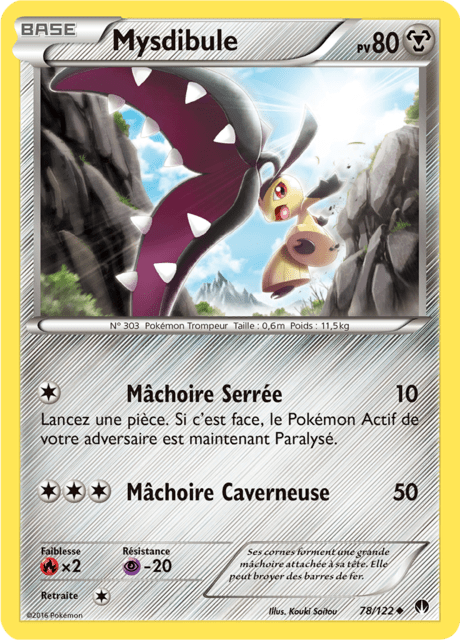 BASE
Mysdibule
PV80
N° 303 Pokémon Trompeur Taille : 0,6m Poids : 11,5kg
Mâchoire Serrée 10
Lancez une pièce. Si c'est face, le Pokémon Actif de
votre adversaire est maintenant Paralysé.
Mâchoire Caverneuse 50
Faiblesse
×2
Résistance
-20
Retraite
Ses cornes forment une grande
mâchoire attachée à sa tête. Elle
peut broyer des barres de fer.
©2016 Pokémon
Illus. Kouki Saitou
78/122